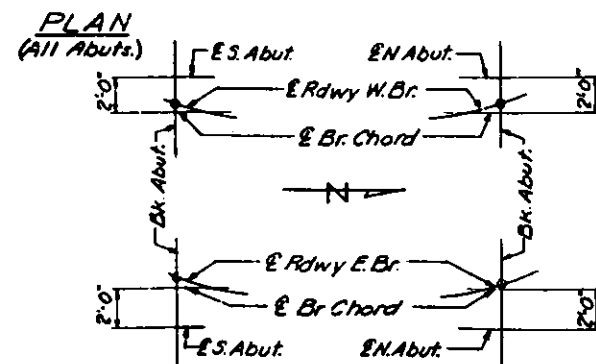 PLAN
(All Abuts.)
℄ S. Abut.
℄ N Abut.
2'-0"
℄ Rdwy W. Br.
2'-0"
℄ Br. Chord
Bk. Abut.
Bk. Abut.
N
℄ Rdwy E. Br.
℄ Br Chord
2'-0"
2'-0"
℄ S. Abut.
℄ N. Abut.